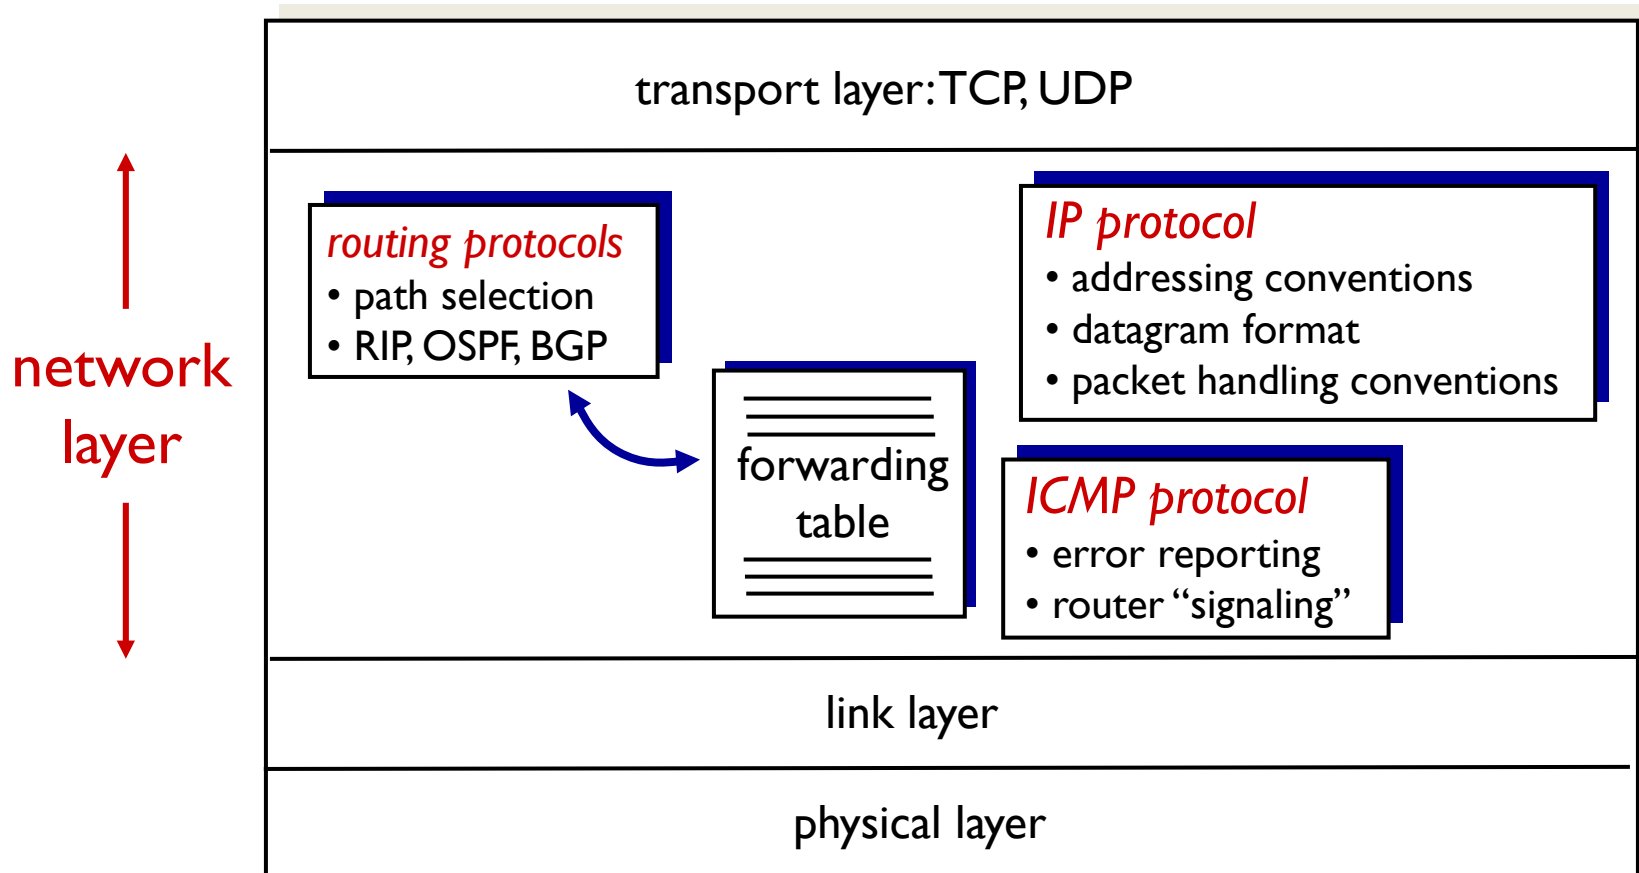 transport layer: TCP, UDP
network
layer
routing protocols
• path selection
• RIP, OSPF, BGP
forwarding
table
IP protocol
• addressing conventions
• datagram format
• packet handling conventions
ICMP protocol
• error reporting
• router “signaling”
link layer
physical layer